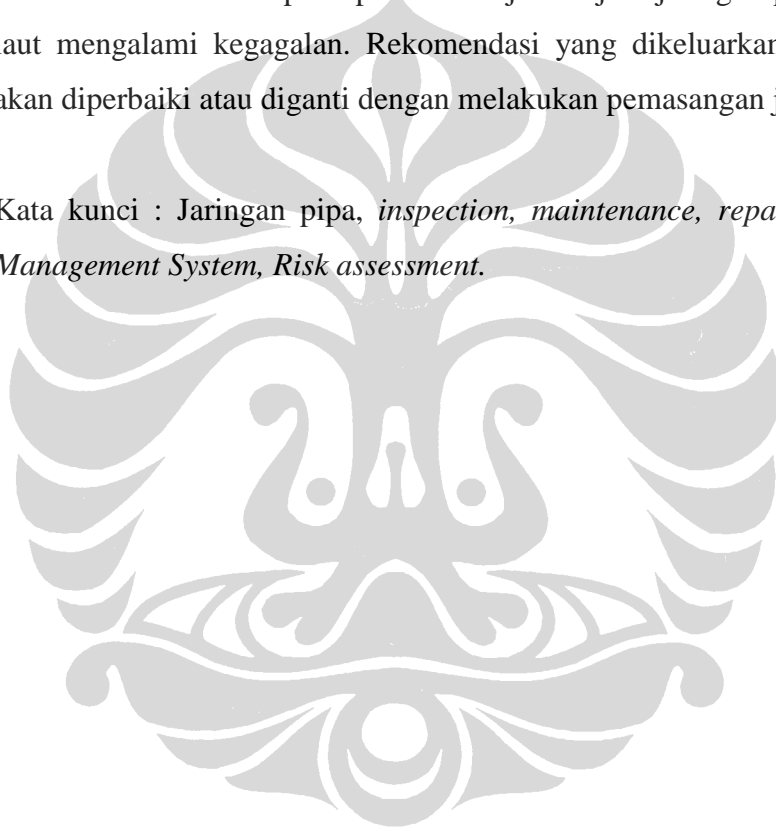 laut mengalami kegagalan. Rekomendasi yang dikeluarkan
akan diperbaiki atau diganti dengan melakukan pemasangan
Kata kunci : Jaringan pipa, inspection, maintenance,
Management System, Risk assessment.